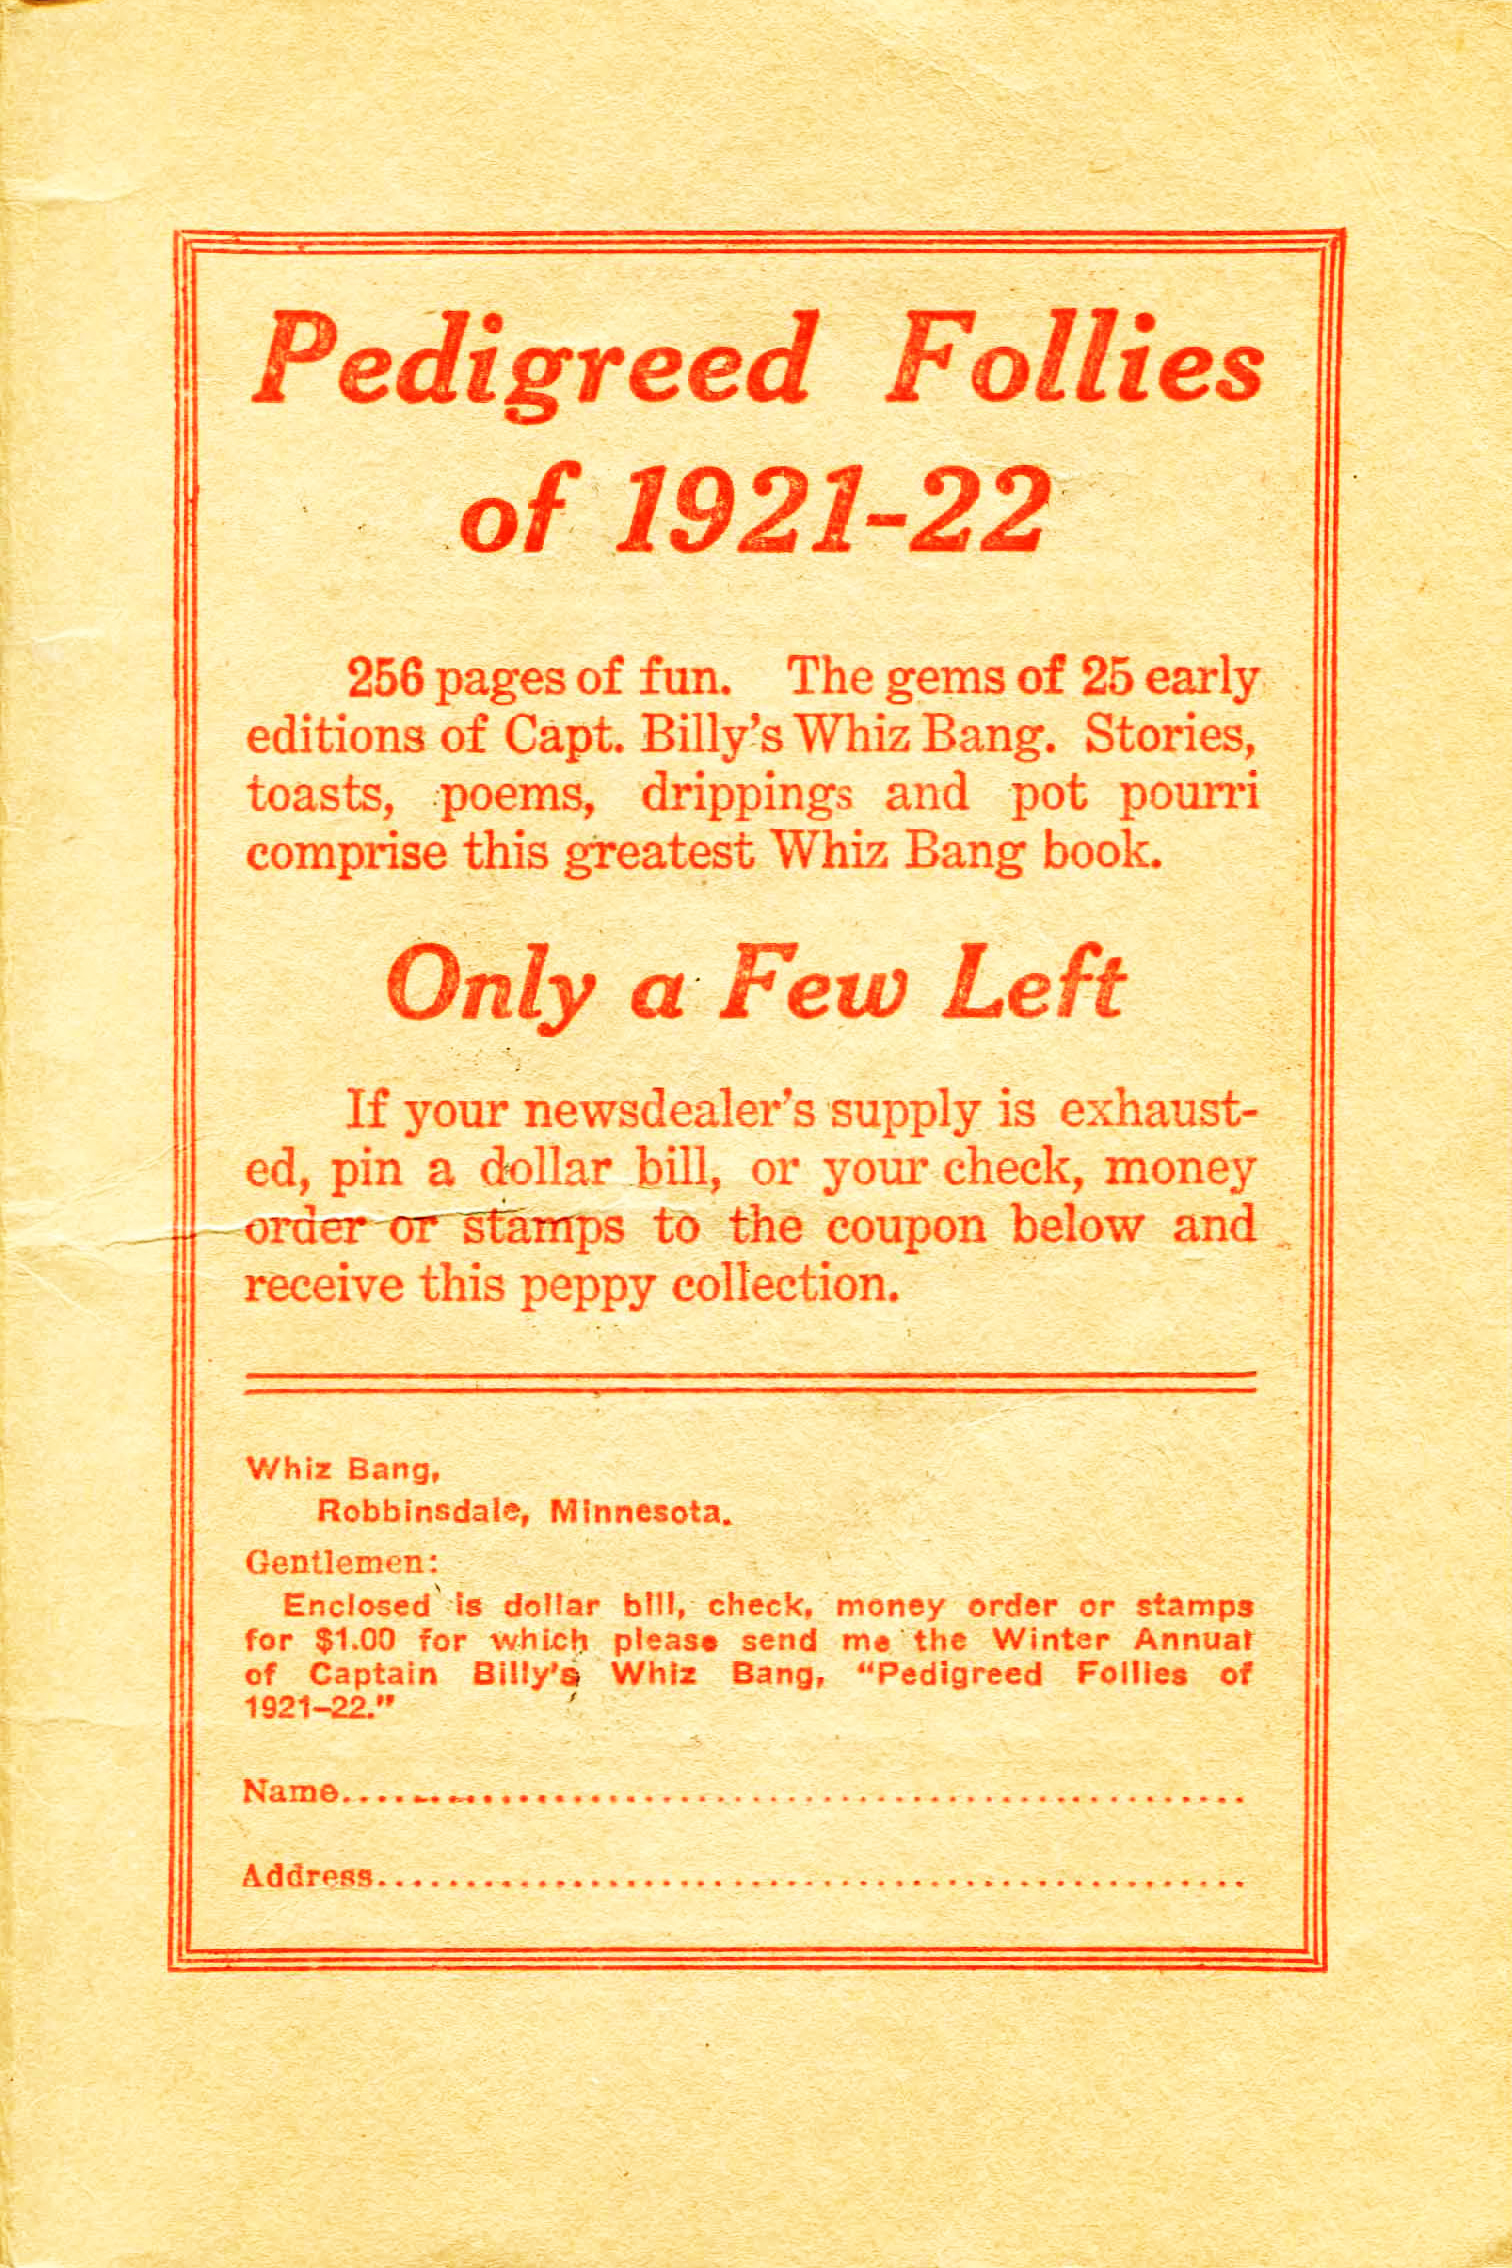 Pedigreed Follies
of 1921-22
256 pages of fun. The gems of 25 early
editions of Capt. Billy's Whiz Bang. Stories,
toasts, poems, drippings and pot pourri
comprise this greatest Whiz Bang book.
Only a Few Left
If your newsdealer's supply is exhaust-
ed, pin a dollar bill, or your check, money
order or stamps to the coupon below and
receive this peppy collection.
Whiz Bang,
Robbinsdale, Minnesota.
Gentlemen:
Enclosed is dollar bill, check, money order or stamps
for $1.00 for which please send me the Winter Annual
of Captain Billy's Whiz Bang, "Pedigreed Follies of
1921-22."
Name..................................................
Address................................................